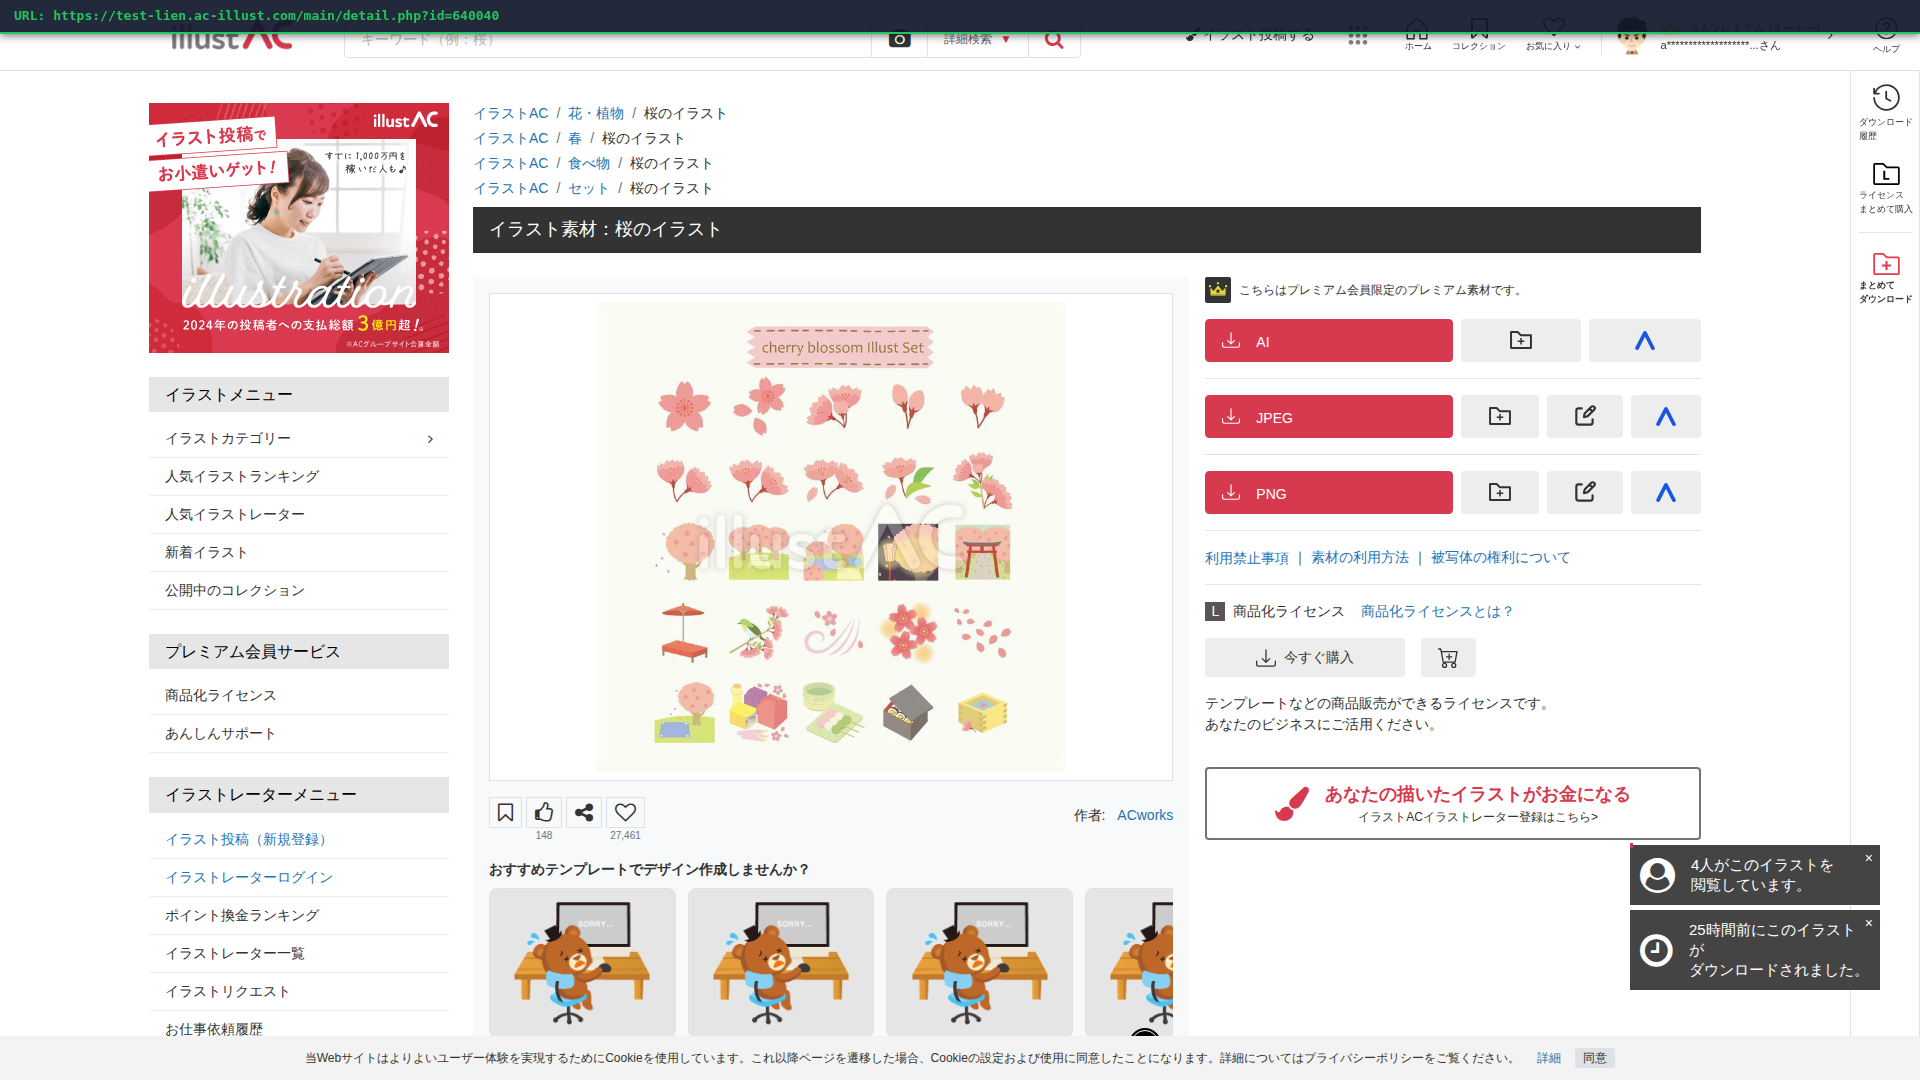 URL: https://test-lien.ac-illust.com/main/detail.php?id=640040
illust AC
キーワード（例：桜）
詳細検索 ▼
イラスト投稿する
ホーム
コレクション
お気に入り
a*******************...さん
ヘルプ
ダウンロード
履歴
ライセンス
まとめて購入
まとめて
ダウンロード
illust AC
イラスト投稿で
お小遣いゲット!
すでに1,000万円を
稼いだ人も♪
illustration
2024年の投稿者への支払総額3億円超!。
※ACグループサイト合算金額
イラストメニュー
イラストカテゴリー
人気イラストランキング
人気イラストレーター
新着イラスト
公開中のコレクション
プレミアム会員サービス
商品化ライセンス
あんしんサポート
イラストレーターメニュー
イラスト投稿（新規登録）
イラストレーターログイン
ポイント換金ランキング
イラストレーター一覧
イラストリクエスト
お仕事依頼履歴
イラストAC / 花・植物 / 桜のイラスト
イラストAC / 春 / 桜のイラスト
イラストAC / 食べ物 / 桜のイラスト
イラストAC / セット / 桜のイラスト
イラスト素材：桜のイラスト
cherry blossom Illust Set
illust AC
148
27,461
作者: ACworks
おすすめテンプレートでデザイン作成しませんか？
SORRY...
SORRY...
SORRY...
こちらはプレミアム会員限定のプレミアム素材です。
AI
JPEG
PNG
利用禁止事項 | 素材の利用方法 | 被写体の権利について
L 商品化ライセンス 商品化ライセンスとは？
今すぐ購入
テンプレートなどの商品販売ができるライセンスです。
あなたのビジネスにご活用ください。
あなたの描いたイラストがお金になる
イラストACイラストレーター登録はこちら>
4人がこのイラストを
閲覧しています。
×
25時間前にこのイラスト
が
ダウンロードされました。
×
当Webサイトはよりよいユーザー体験を実現するためにCookieを使用しています。これ以降ページを遷移した場合、Cookieの設定および使用に同意したことになります。詳細についてはプライバシーポリシーをご覧ください。 詳細 同意